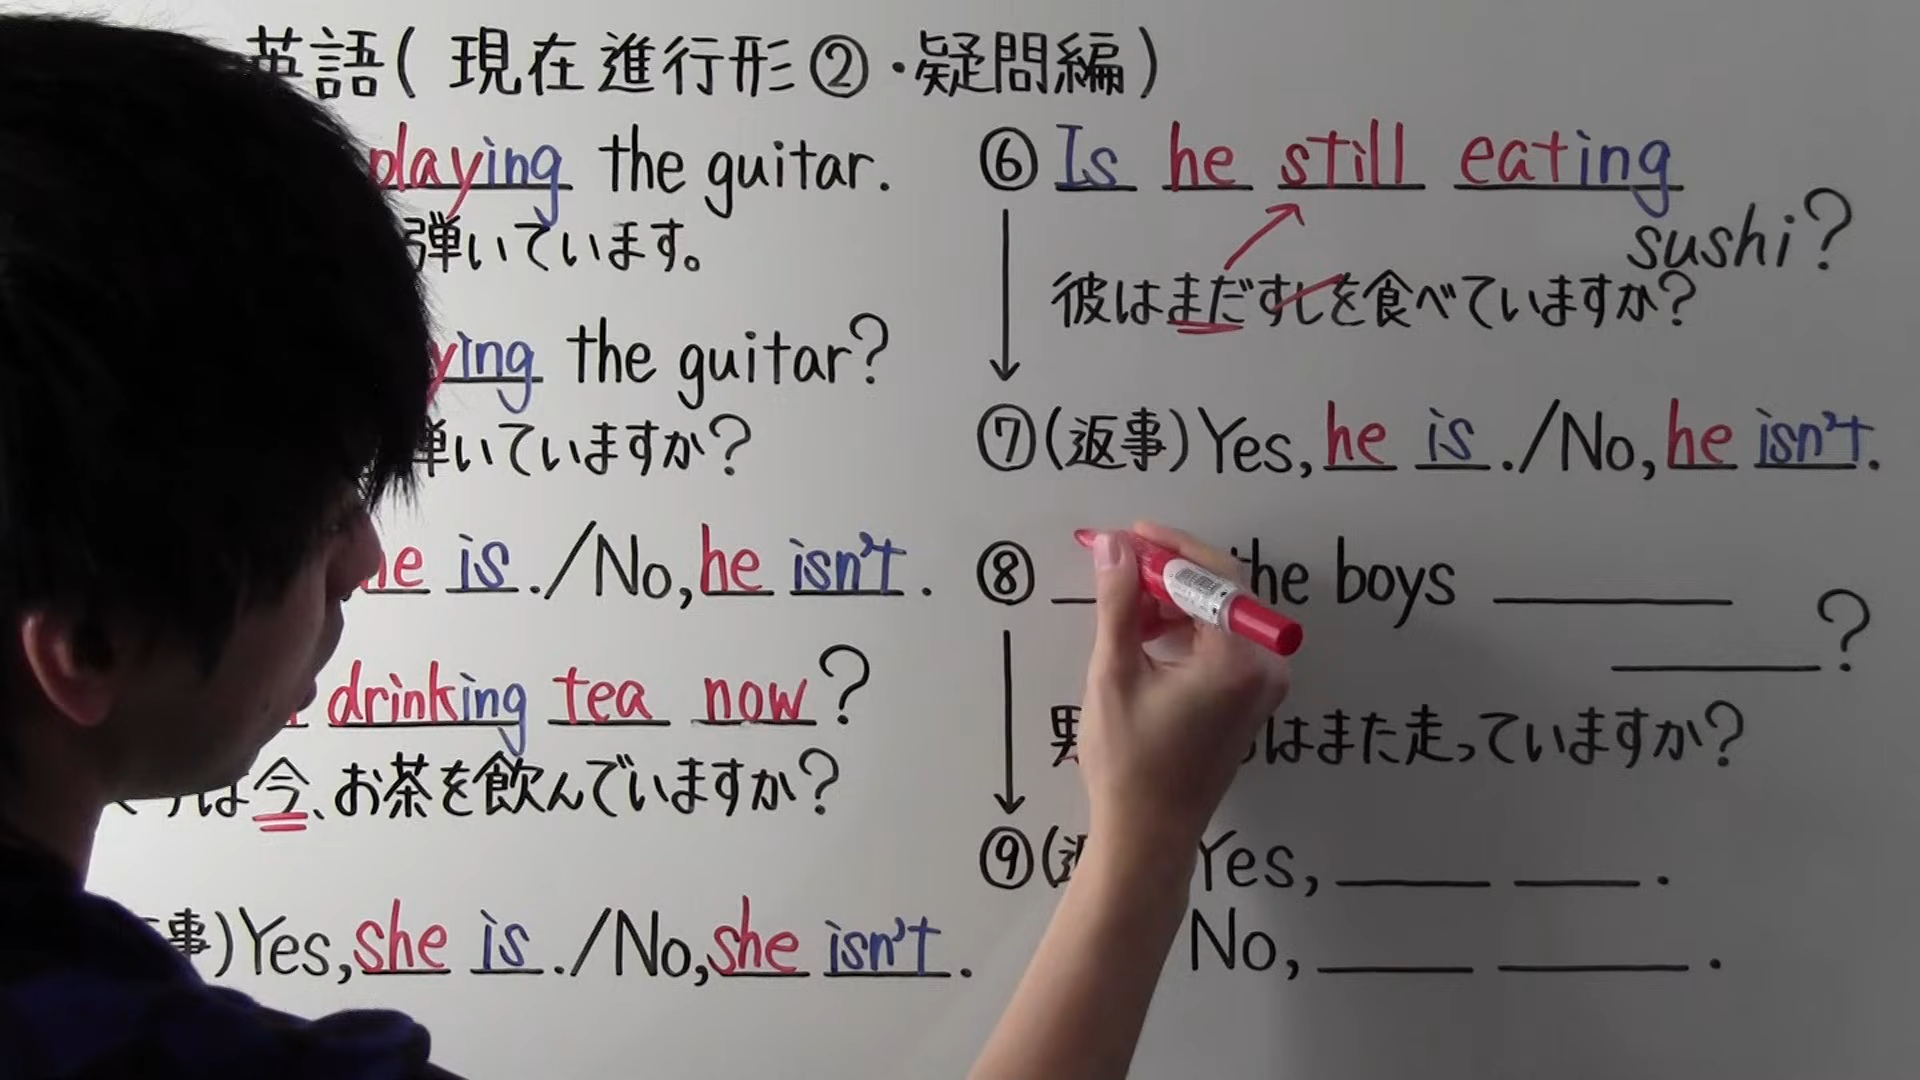 英語(現在進行形②・疑問編)
playing the guitar.
弾いています。
ying the guitar?
弾いていますか?
he is./No, he isn't.
drinking tea now?
は今、お茶を飲んでいますか?
事)Yes, she is./No, she isn't.
⑥ Is he still eating
sushi?
彼はまだすしを食べていますか?
⑦(返事)Yes, he is./No, he isn't.
⑧ the boys
?
男はまた走っていますか?
⑨(返 Yes, .
No, .